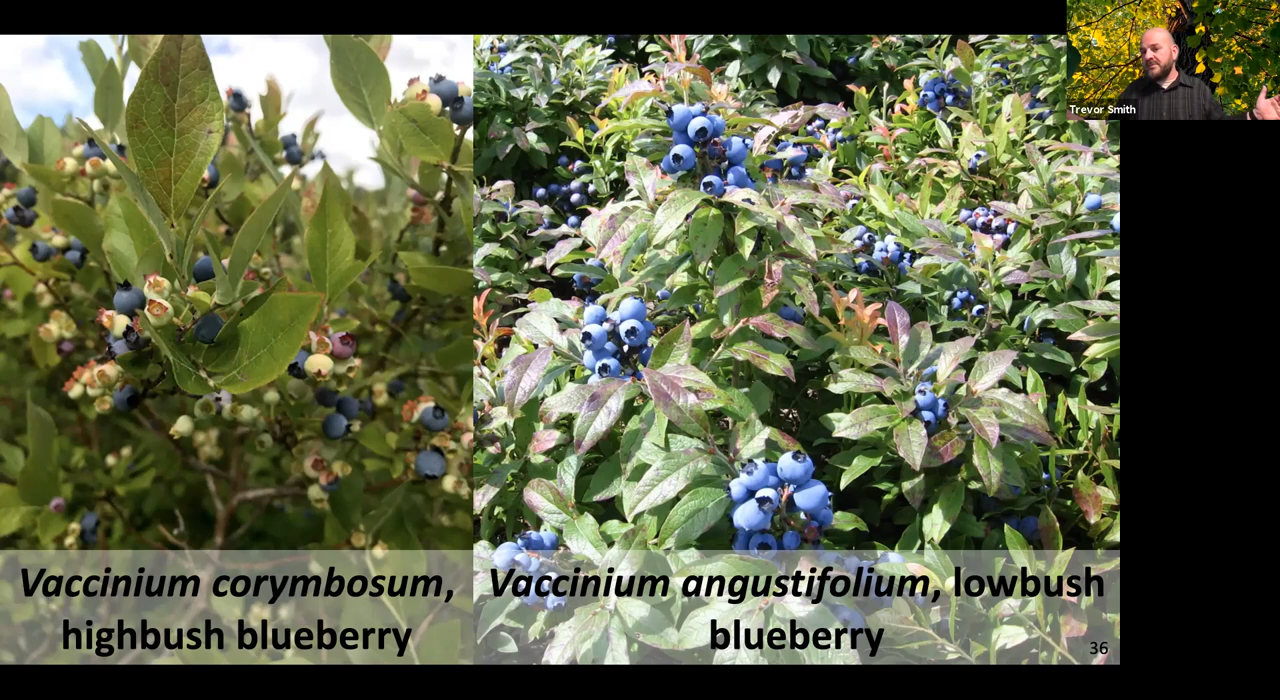 Trevor Smith
Vaccinium corymbosum,
highbush blueberry
Vaccinium angustifolium, lowbush
blueberry
36